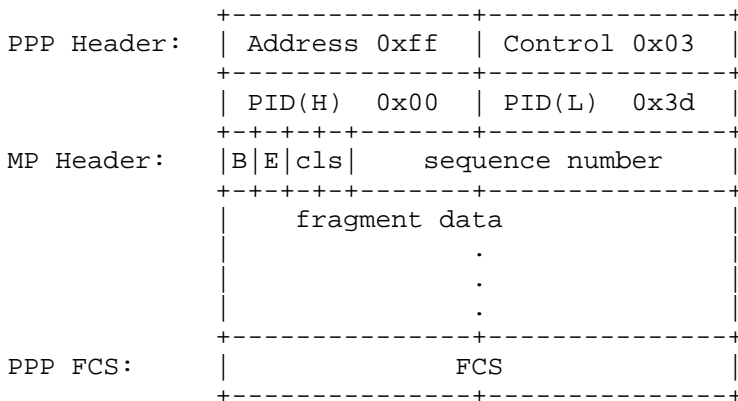 +---------------+---------------+
PPP Header:   | Address 0xff  | Control 0x03  |
              +---------------+---------------+
              | PID(H)  0x00  | PID(L)  0x3d  |
              +-+-+-+-+-------+---------------+
MP Header:    |B|E|cls|    sequence number    |
              +-+-+-+-+-------+---------------+
              |    fragment data              |
              |               .               |
              |               .               |
              |               .               |
              +---------------+---------------+
PPP FCS:      |              FCS              |
              +---------------+---------------+